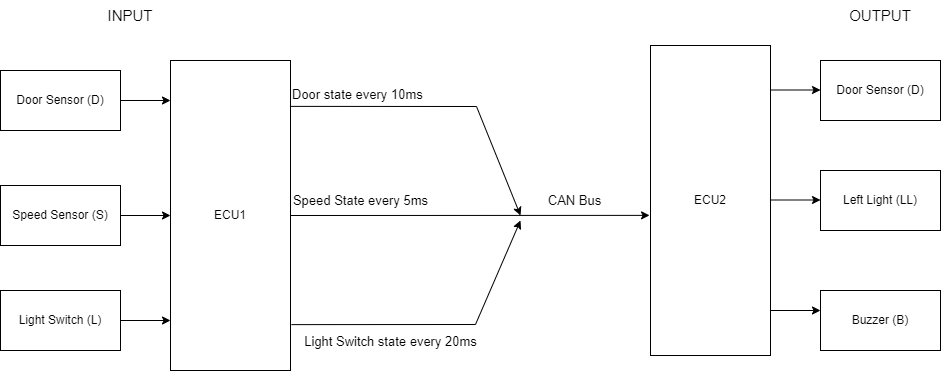 INPUT
OUTPUT
Door Sensor (D)
Speed Sensor (S)
Light Switch (L)
ECU1
Door state every 10ms
Speed State every 5ms
Light Switch state every 20ms
CAN Bus
ECU2
Door Sensor (D)
Left Light (LL)
Buzzer (B)